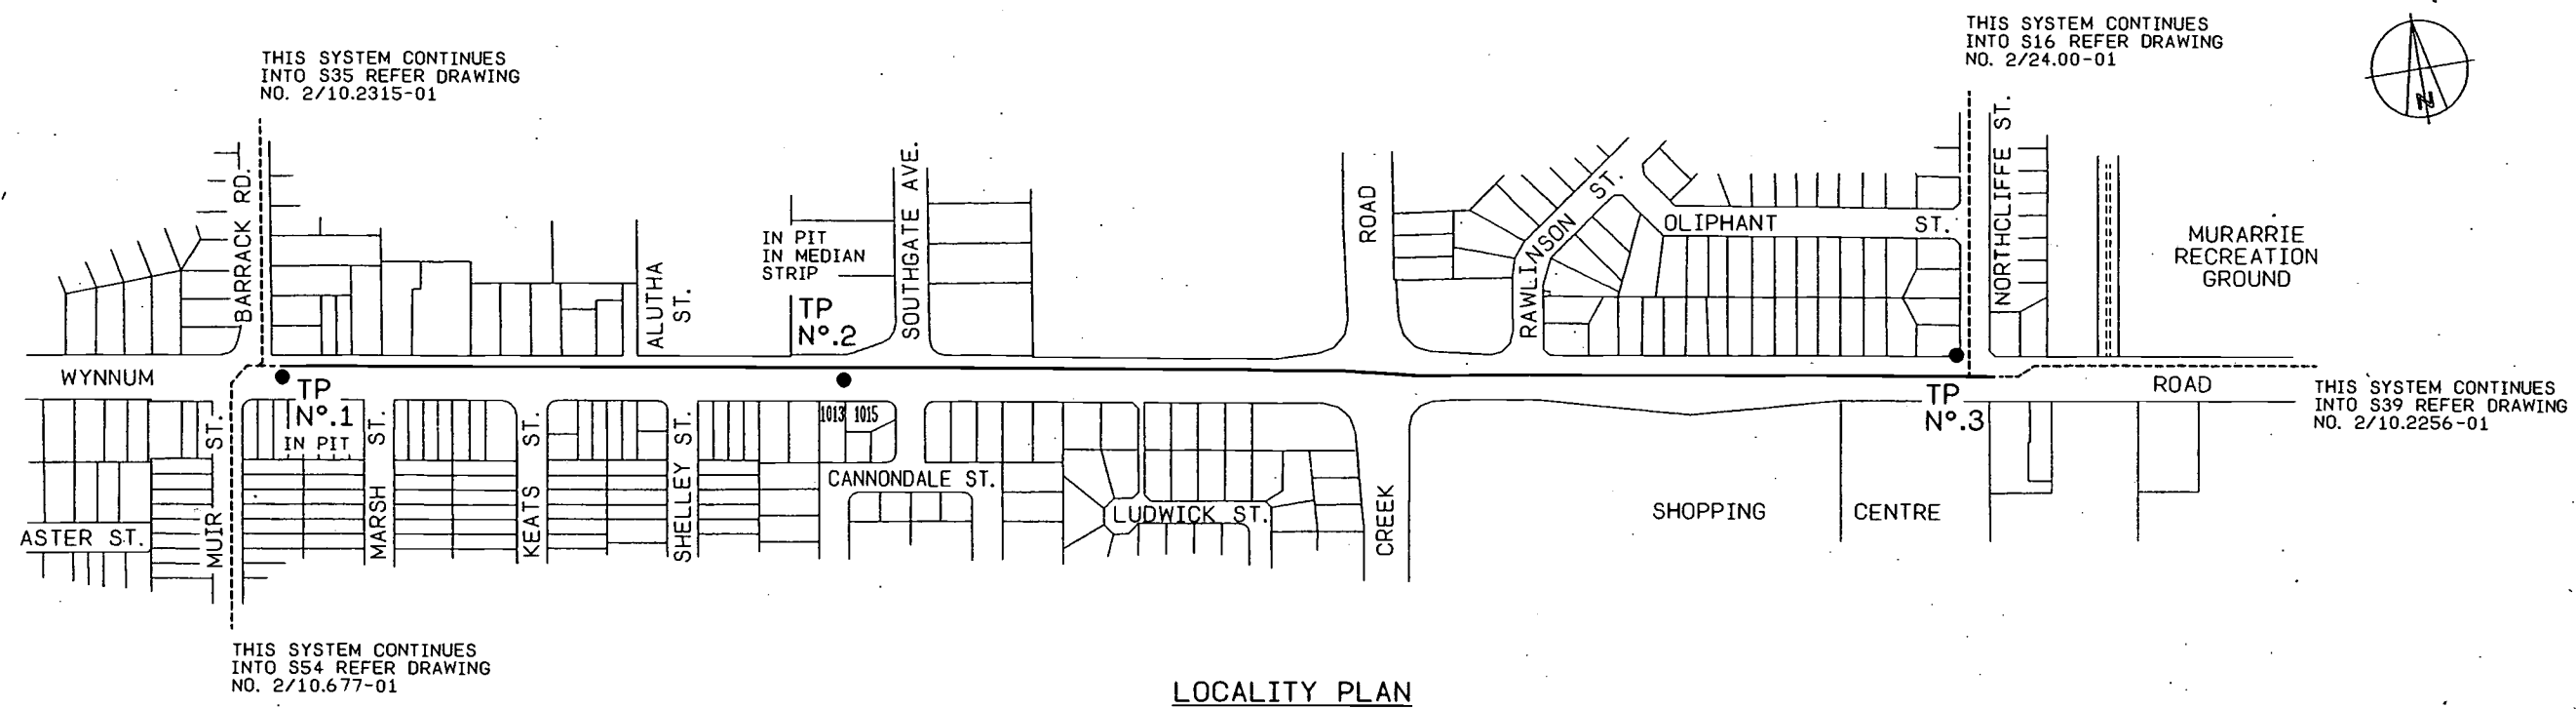 THIS SYSTEM CONTINUES
INTO S35 REFER DRAWING
NO. 2/10.2315-01
THIS SYSTEM CONTINUES
INTO S16 REFER DRAWING
NO. 2/24.00-01
N
BARRACK RD.
ALUTHA
ST.
IN PIT
IN MEDIAN
STRIP
TP
Nº.2
SOUTHGATE AVE.
ROAD
RAWLINSON ST.
OLIPHANT ST.
NORTHCLIFFE ST.
MURARRIE
RECREATION
GROUND
WYNNUM
ROAD
TP
Nº.1
IN PIT
1013 1015
TP
Nº.3
THIS SYSTEM CONTINUES
INTO S39 REFER DRAWING
NO. 2/10.2256-01
ASTER ST.
MUIR ST.
MARSH ST.
KEATS ST.
SHELLEY ST.
CANNONDALE ST.
LUDWICK ST.
CREEK
SHOPPING CENTRE
THIS SYSTEM CONTINUES
INTO S54 REFER DRAWING
NO. 2/10.677-01
LOCALITY PLAN